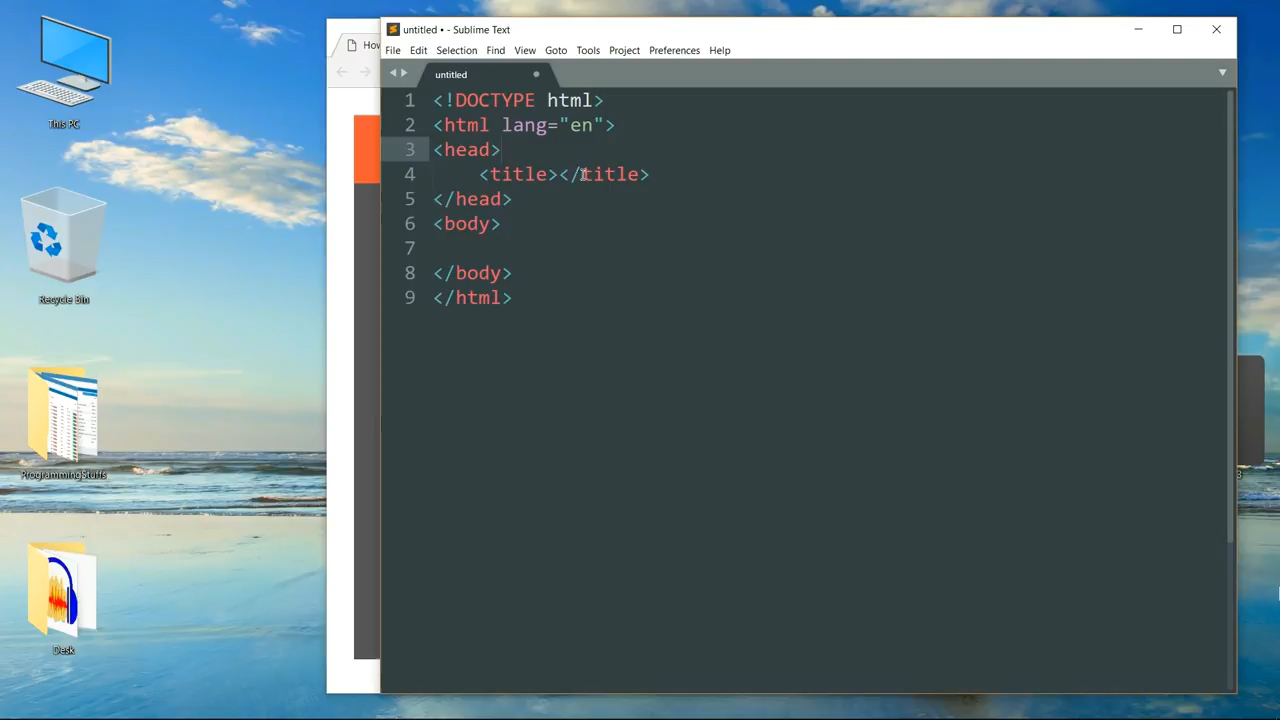 This PC
Recycle Bin
ProgrammingStuffs
Desk
How
untitled • - Sublime Text
File Edit Selection Find View Goto Tools Project Preferences Help
untitled
1 <!DOCTYPE html>
2 <html lang="en">
3 <head>
4 <title></title>
5 </head>
6 <body>
7
8 </body>
9 </html>
3